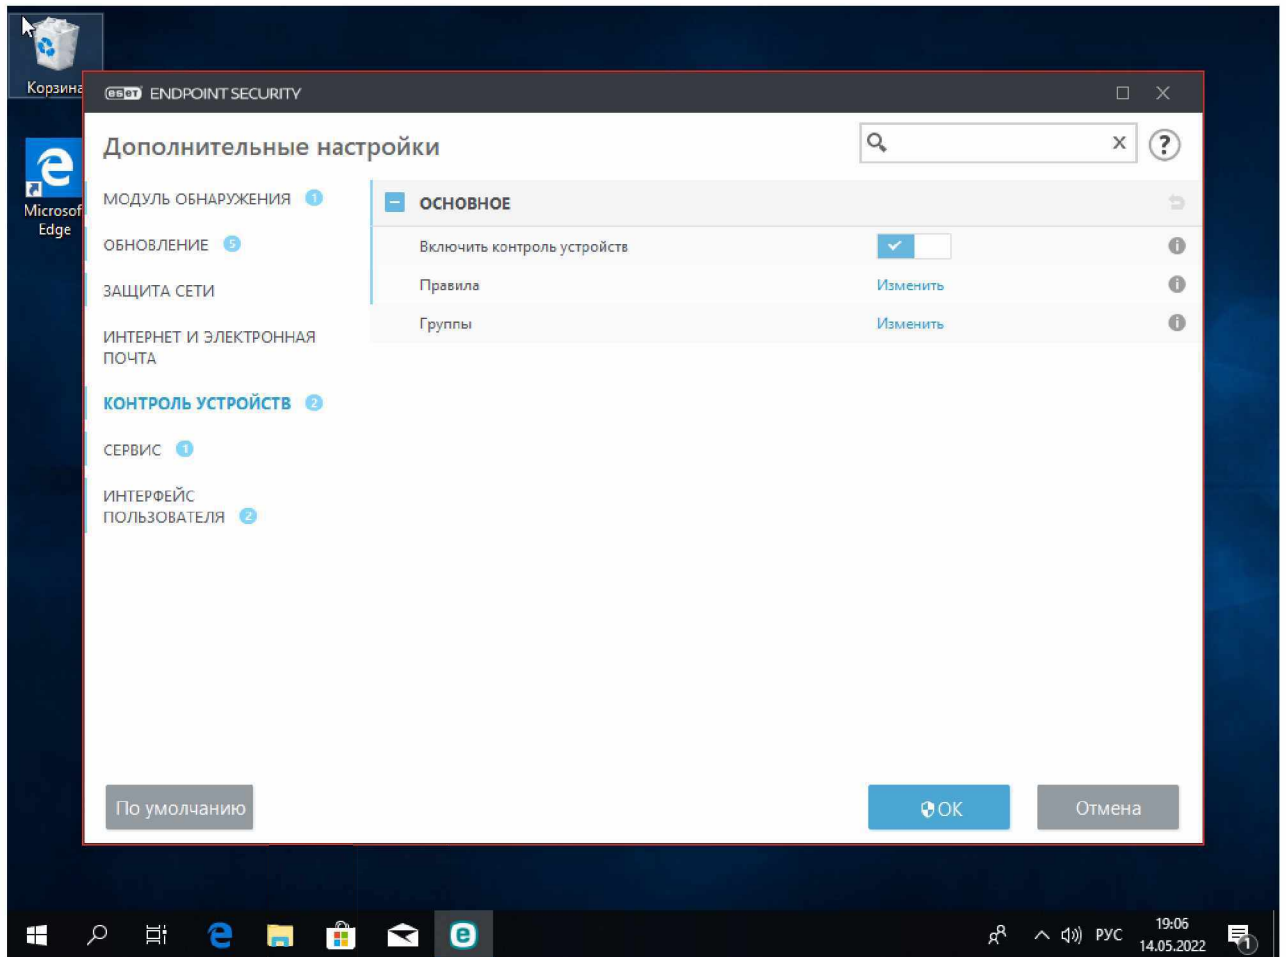 Корзина
eset ENDPOINT SECURITY
Дополнительные настройки
Microsof
Edge
МОДУЛЬ ОБНАРУЖЕНИЯ 1
ОБНОВЛЕНИЕ 5
ЗАЩИТА СЕТИ
ИНТЕРНЕТ И ЭЛЕКТРОННАЯ
ПОЧТА
КОНТРОЛЬ УСТРОЙСТВ 2
СЕРВИС 1
ИНТЕРФЕЙС
ПОЛЬЗОВАТЕЛЯ 2
ОСНОВНОЕ
Включить контроль устройств
Правила Изменить
Группы Изменить
По умолчанию
OK
Отмена
РУС
19:06
14.05.2022
1